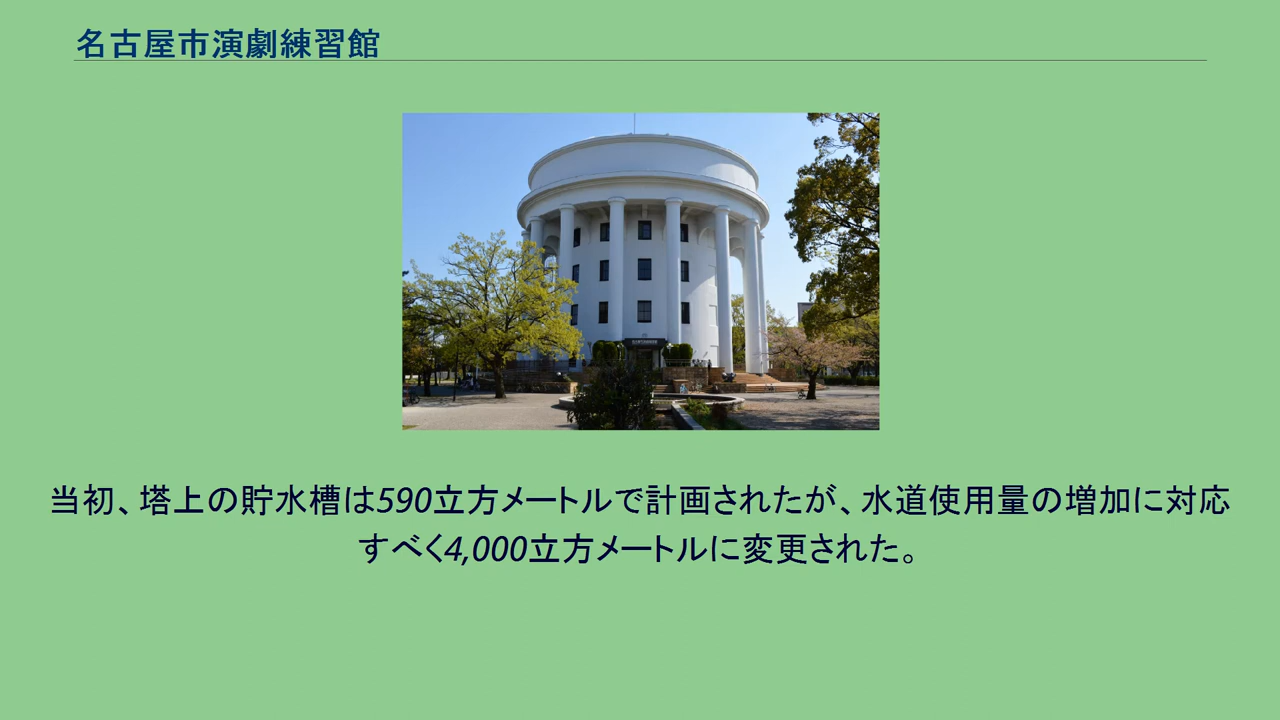 名古屋市演劇練習館
当初、塔上の貯水槽は590立方メートルで計画されたが、水道使用量の増加に対応
すべく4,000立方メートルに変更された。